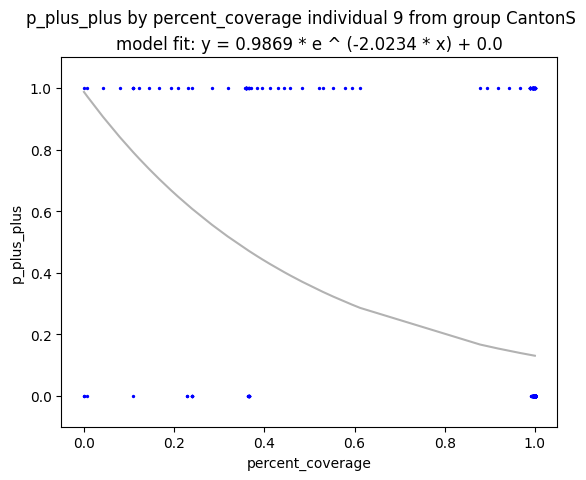 p_plus_plus by percent_coverage individual 9 from group CantonS
model fit: y = 0.9869 * e ^ (-2.0234 * x) + 0.0
1.0
0.8
0.6
0.4
0.2
0.0
p_plus_plus
0.0 0.2 0.4 0.6 0.8 1.0
percent_coverage